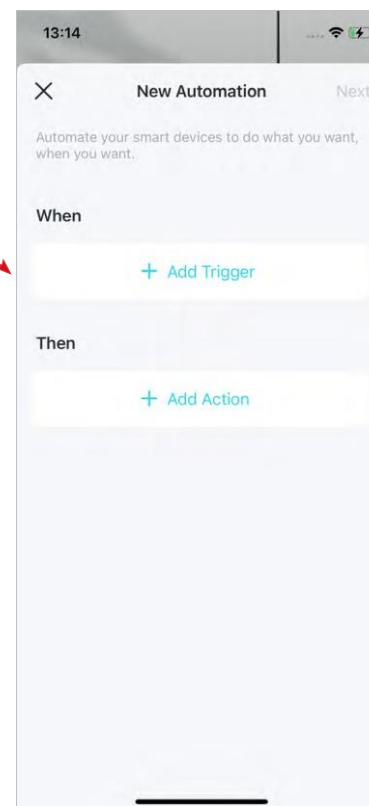 13:14
New Automation Next
Automate your smart devices to do what you want,
when you want.
When
+ Add Trigger
Then
+ Add Action